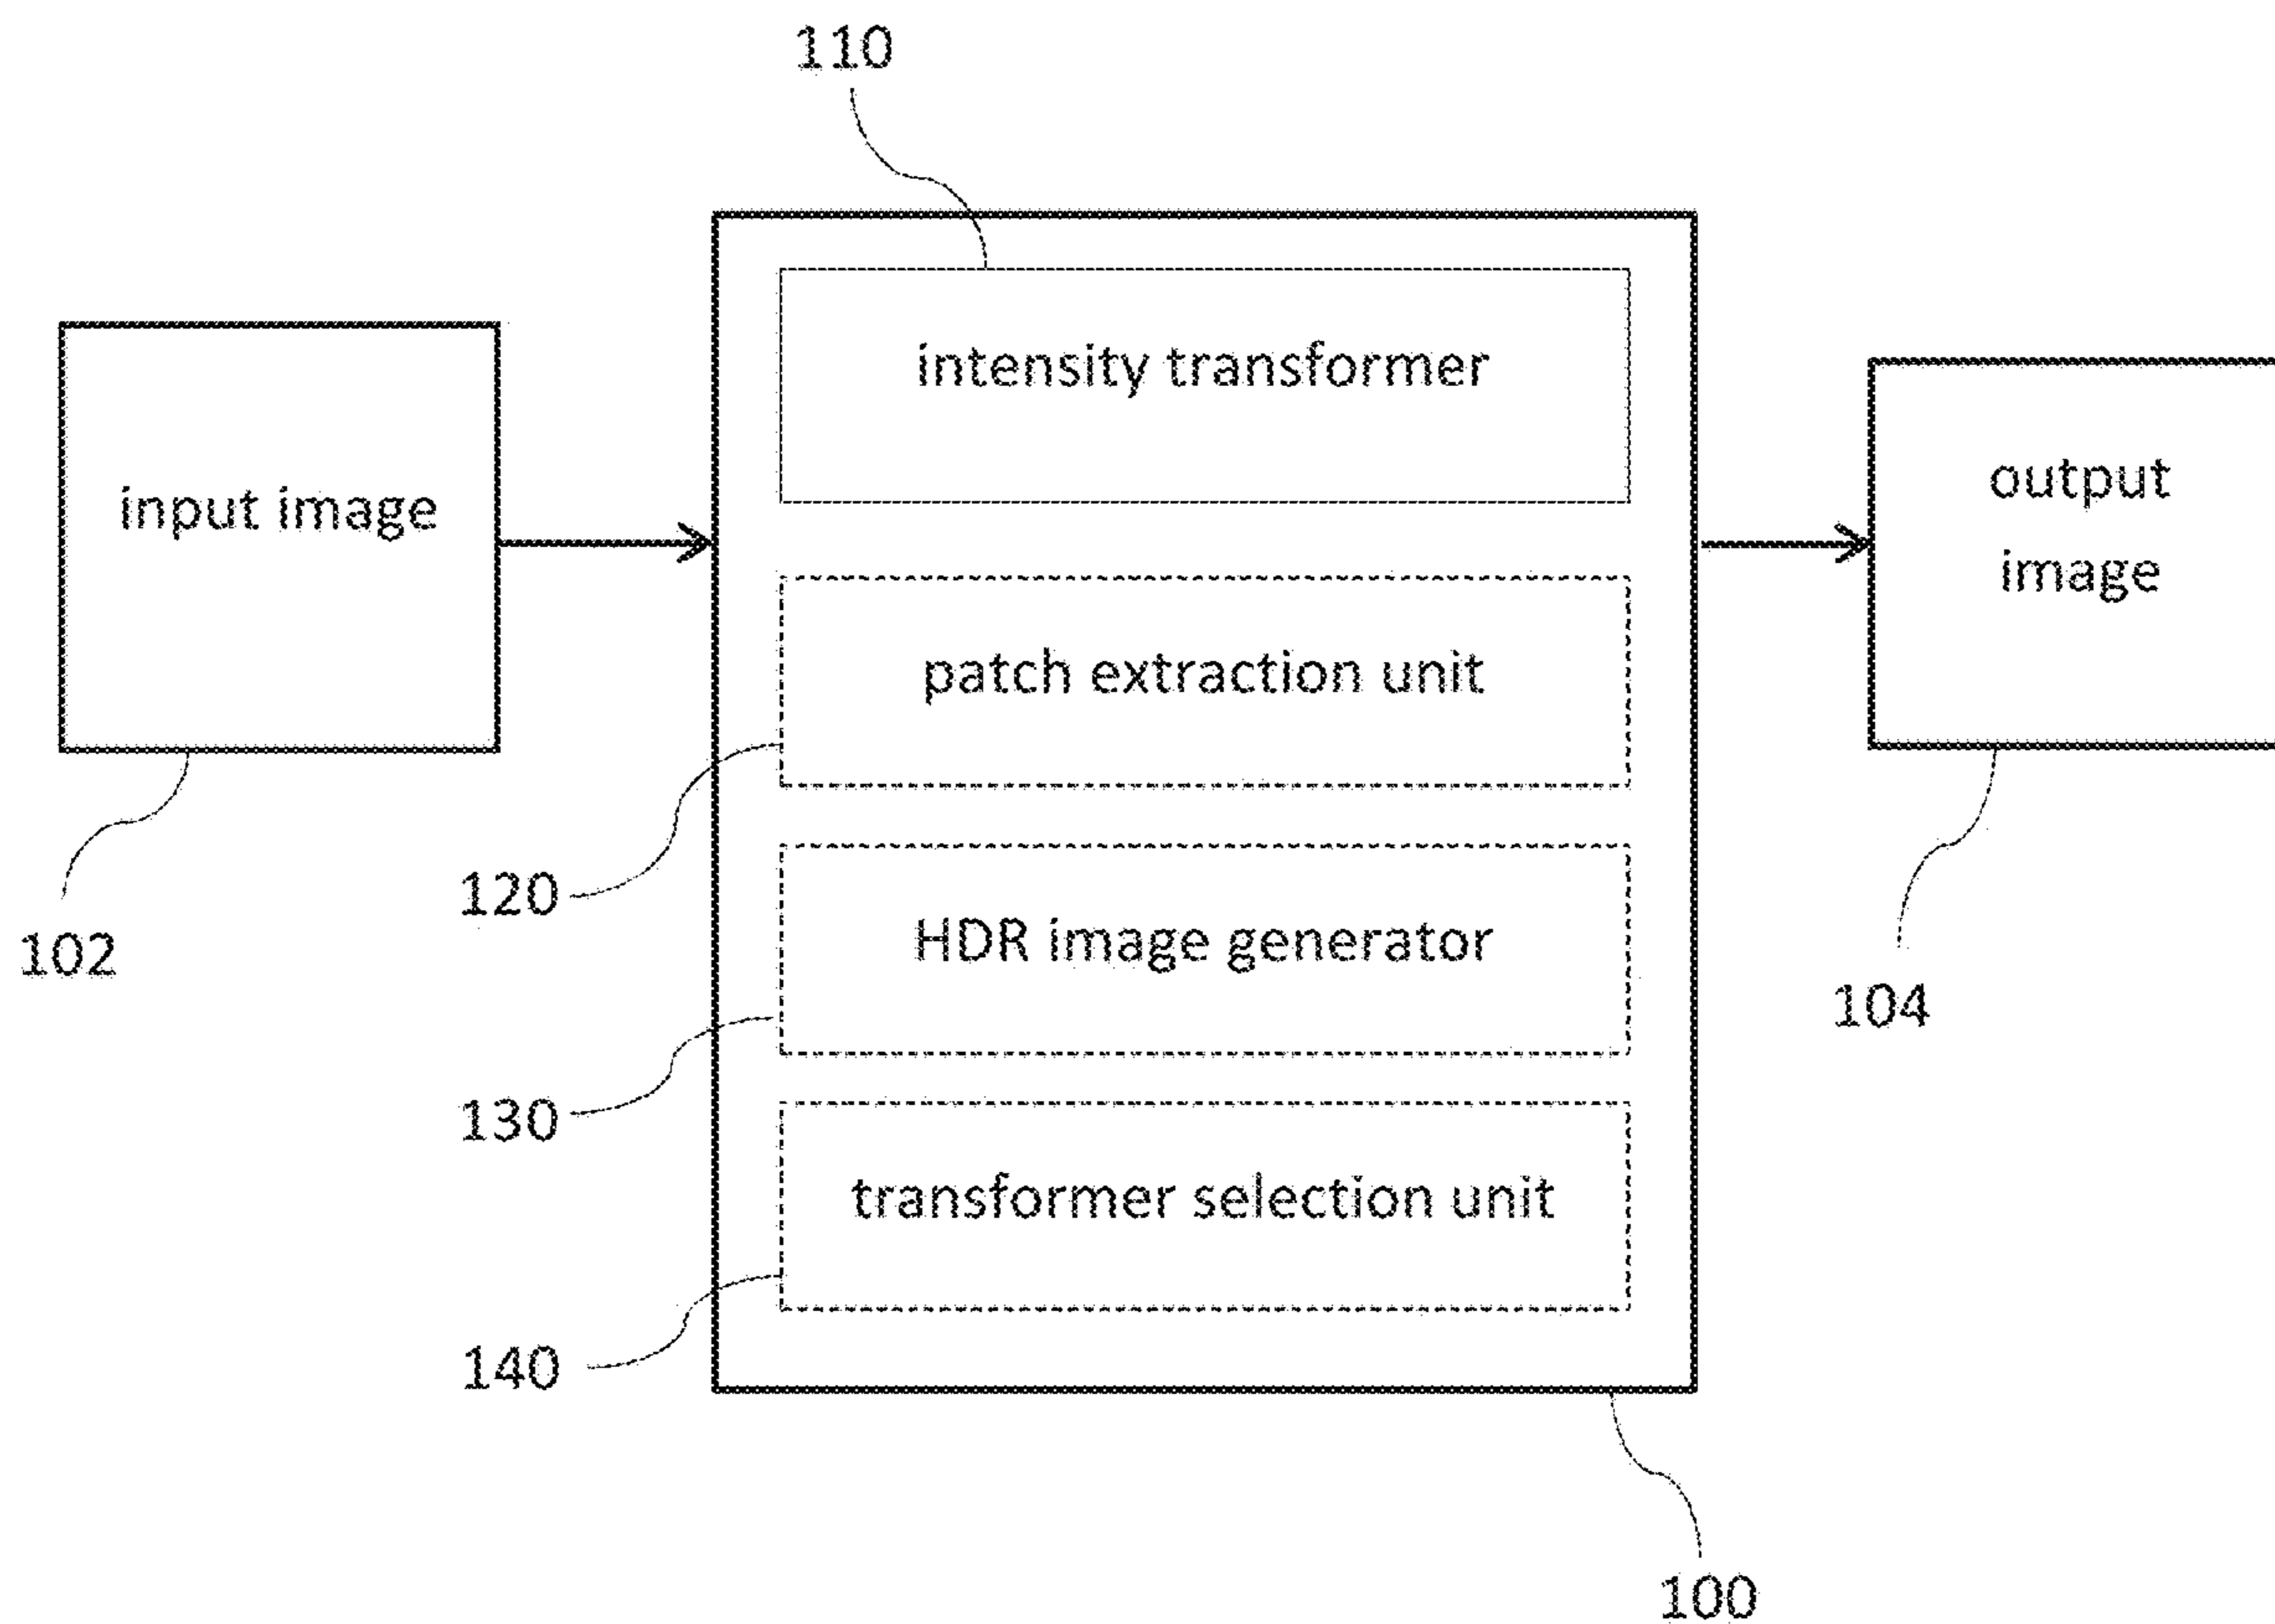 110
intensity transformer
input image
output
image
patch extraction unit
120
102
HDR image generator
104
130
transformer selection unit
140
100